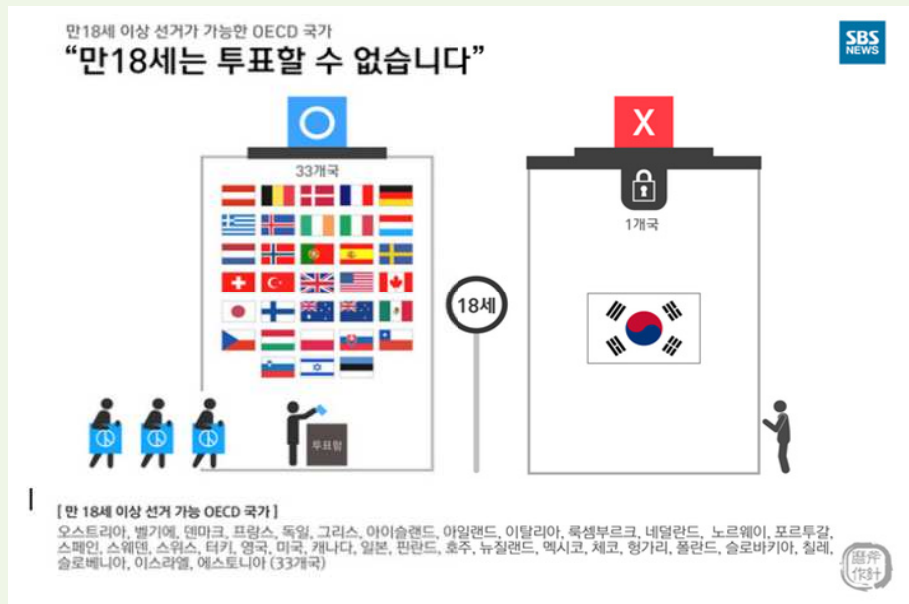 만18세 이상 선거가 가능한 OECD 국가
“만18세는 투표할 수 없습니다”
SBS
NEWS
O
X
33개국
1개국
18세
투표함
[ 만 18세 이상 선거 가능 OECD 국가 ]
오스트리아, 벨기에, 덴마크, 프랑스, 독일, 그리스, 아이슬랜드, 아일랜드, 이탈리아, 룩셈부르크, 네덜란드, 노르웨이, 포르투갈,
스페인, 스웨덴, 스위스, 터키, 영국, 미국, 캐나다, 일본, 핀란드, 호주, 뉴질랜드, 멕시코, 체코, 헝가리, 폴란드, 슬로바키아, 칠레,
슬로베니아, 이스라엘, 에스토니아 (33개국)